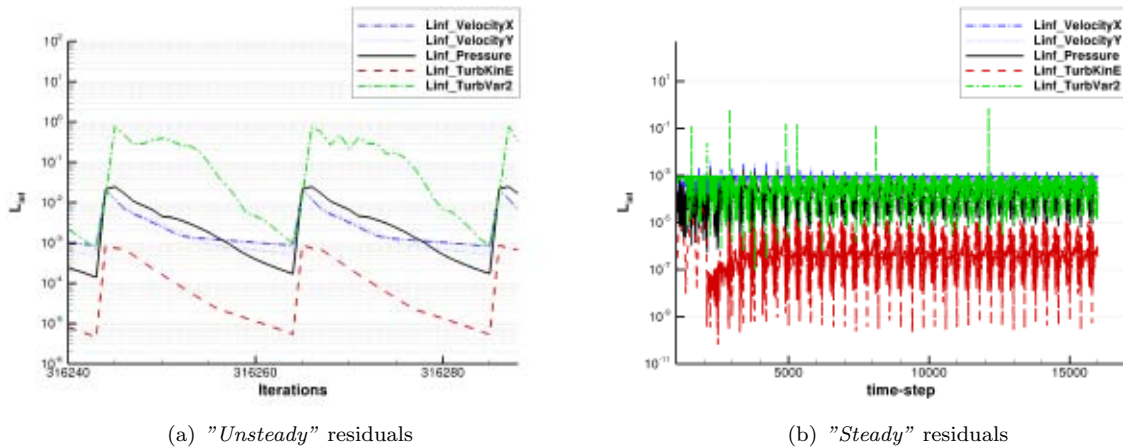 Linf_VelocityX
Linf_VelocityY
Linf_Pressure
Linf_TurbKinE
Linf_TurbVar2
10²
10¹
10⁰
10⁻¹
10⁻²
10⁻³
10⁻⁴
10⁻⁵
10⁻⁶
L_inf
316240
316260
316280
Iterations
(a) "Unsteady" residuals
Linf_VelocityX
Linf_VelocityY
Linf_Pressure
Linf_TurbKinE
Linf_TurbVar2
10¹
10⁻¹
10⁻³
10⁻⁵
10⁻⁷
10⁻⁹
10⁻¹¹
L_inf
5000
10000
15000
time-step
(b) "Steady" residuals